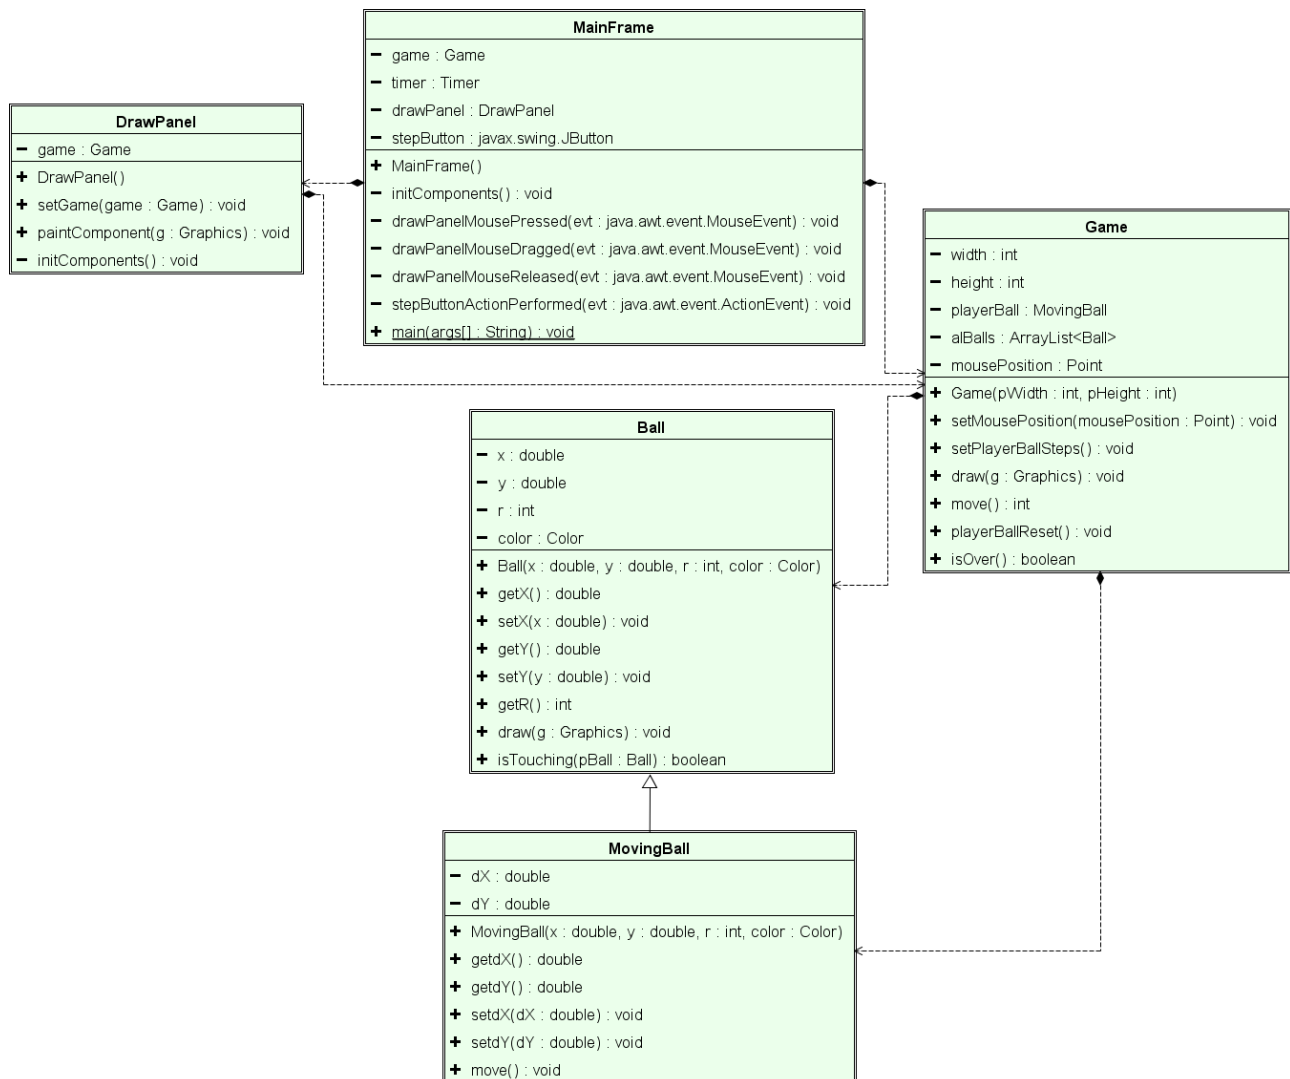 MainFrame
game : Game
timer : Timer
drawPanel : DrawPanel
stepButton : javax.swing.JButton
MainFrame()
initComponents() : void
drawPanelMousePressed(evt : java.awt.event.MouseEvent) : void
drawPanelMouseDragged(evt : java.awt.event.MouseEvent) : void
drawPanelMouseReleased(evt : java.awt.event.MouseEvent) : void
stepButtonActionPerformed(evt : java.awt.event.ActionEvent) : void
main(args[] : String) : void
DrawPanel
game : Game
DrawPanel()
setGame(game : Game) : void
paintComponent(g : Graphics) : void
initComponents() : void
Game
width : int
height : int
playerBall : MovingBall
alBalls : ArrayList<Ball>
mousePosition : Point
Game(pWidth : int, pHeight : int)
setMousePosition(mousePosition : Point) : void
setPlayerBallSteps() : void
draw(g : Graphics) : void
move() : int
playerBallReset() : void
isOver() : boolean
Ball
x : double
y : double
r : int
color : Color
Ball(x : double, y : double, r : int, color : Color)
getX() : double
setX(x : double) : void
getY() : double
setY(y : double) : void
getR() : int
draw(g : Graphics) : void
isTouching(pBall : Ball) : boolean
MovingBall
dX : double
dY : double
MovingBall(x : double, y : double, r : int, color : Color)
getdX() : double
getdY() : double
setdX(dX : double) : void
setdY(dY : double) : void
move() : void